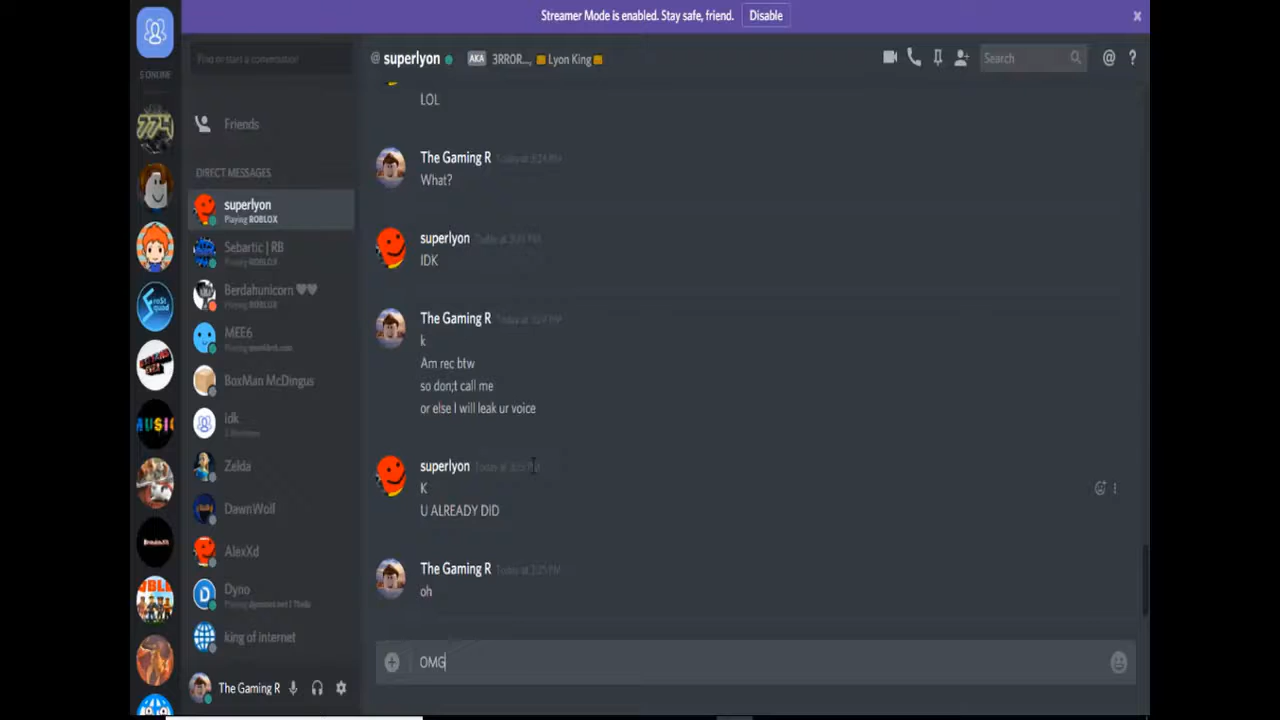 Streamer Mode is enabled. Stay safe, friend. Disable
5 ONLINE
Find or start a conversation
Friends
DIRECT MESSAGES
superlyon
Playing ROBLOX
Sebartic | RB
Playing ROBLOX
Berdahunicorn
Playing ROBLOX
MEE6
BoxMan McDingus
idk
Zelda
DawnWolf
AlexXd
Dyno
king of internet
The Gaming R
@ superlyon AKA 3RROR..., Lyon King
Search
LOL
The Gaming R
What?
superlyon
IDK
The Gaming R
k
Am rec btw
so don;t call me
or else I will leak ur voice
superlyon
K
U ALREADY DID
The Gaming R
oh
OMG